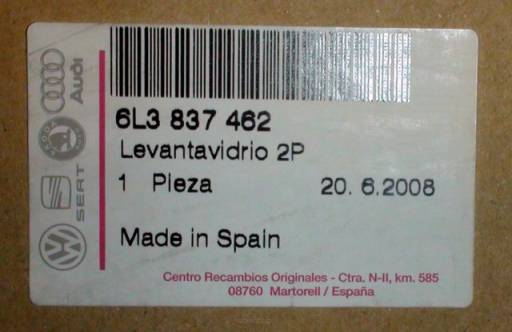 Audi
SEAT
6L3 837 462
Levantavidrio 2P
1 Pieza 20. 6.2008
Made in Spain
Centro Recambios Originales - Ctra. N-II, km. 585
08760 Martorell / España